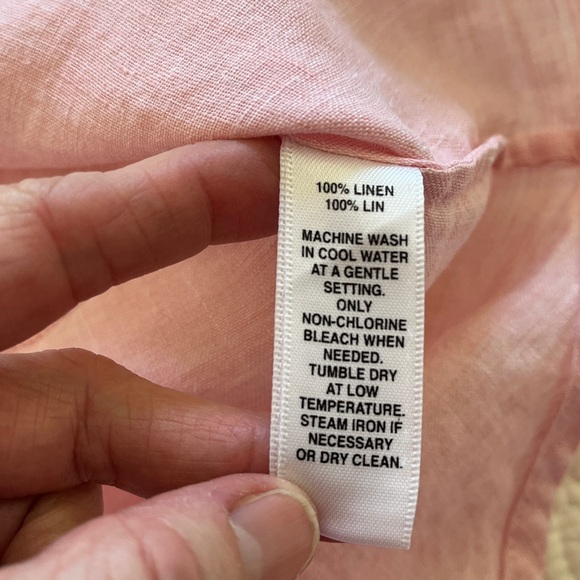 100% LINEN
100% LIN
MACHINE WASH
IN COOL WATER
AT A GENTLE
SETTING.
ONLY
NON-CHLORINE
BLEACH WHEN
NEEDED.
TUMBLE DRY
AT LOW
TEMPERATURE.
STEAM IRON IF
NECESSARY
OR DRY CLEAN.